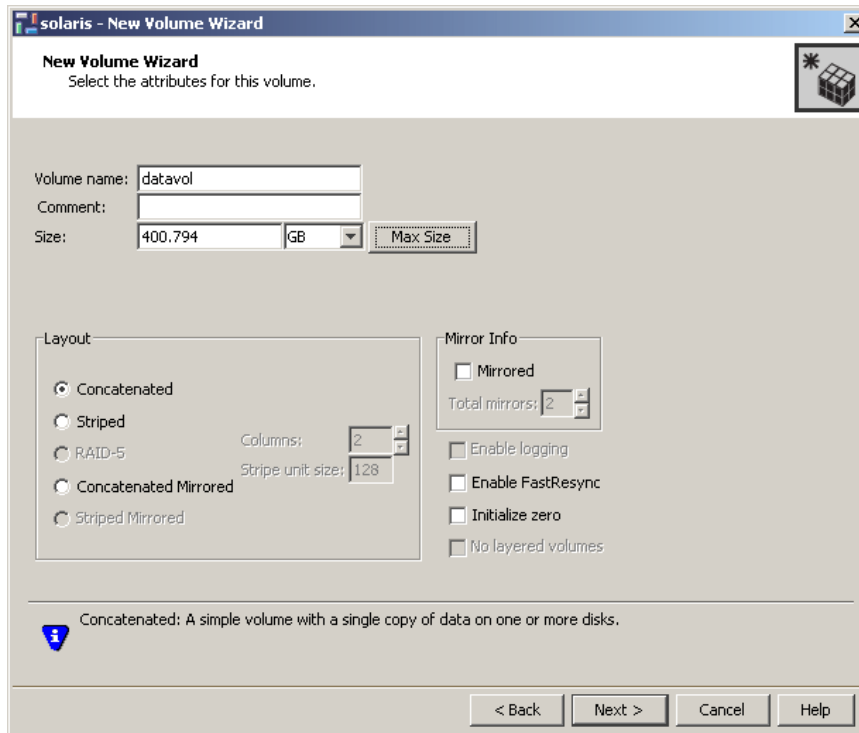 solaris - New Volume Wizard
New Volume Wizard
Select the attributes for this volume.
Volume name: datavol
Comment:
Size: 400.794 GB Max Size
Layout
Concatenated
Striped
RAID-5
Columns: 2
Stripe unit size: 128
Concatenated Mirrored
Striped Mirrored
Mirror Info
Mirrored
Total mirrors: 2
Enable logging
Enable FastResync
Initialize zero
No layered volumes
Concatenated: A simple volume with a single copy of data on one or more disks.
< Back Next > Cancel Help